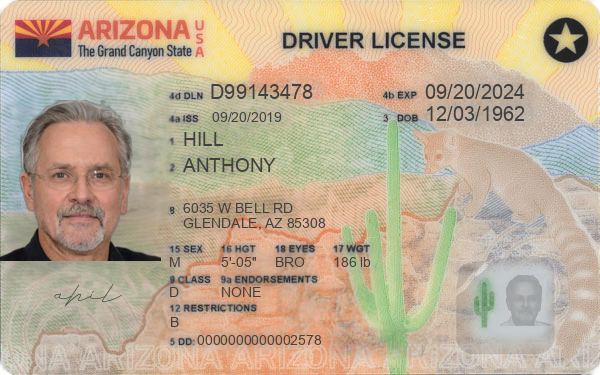 ARIZONA USA
The Grand Canyon State
DRIVER LICENSE
4d DLN D99143478
4b EXP 09/20/2024
4a ISS 09/20/2019
3 DOB 12/03/1962
1 HILL
2 ANTHONY
8 6035 W BELL RD
GLENDALE, AZ 85308
15 SEX 16 HGT 18 EYES 17 WGT
M 5'-05" BRO 186 lb
9 CLASS 9a ENDORSEMENTS
D NONE
12 RESTRICTIONS
B
5 DD: 0000000000002578
ONA ARIZONA ARIZONA ARIZONA ARIZONA ARIZ